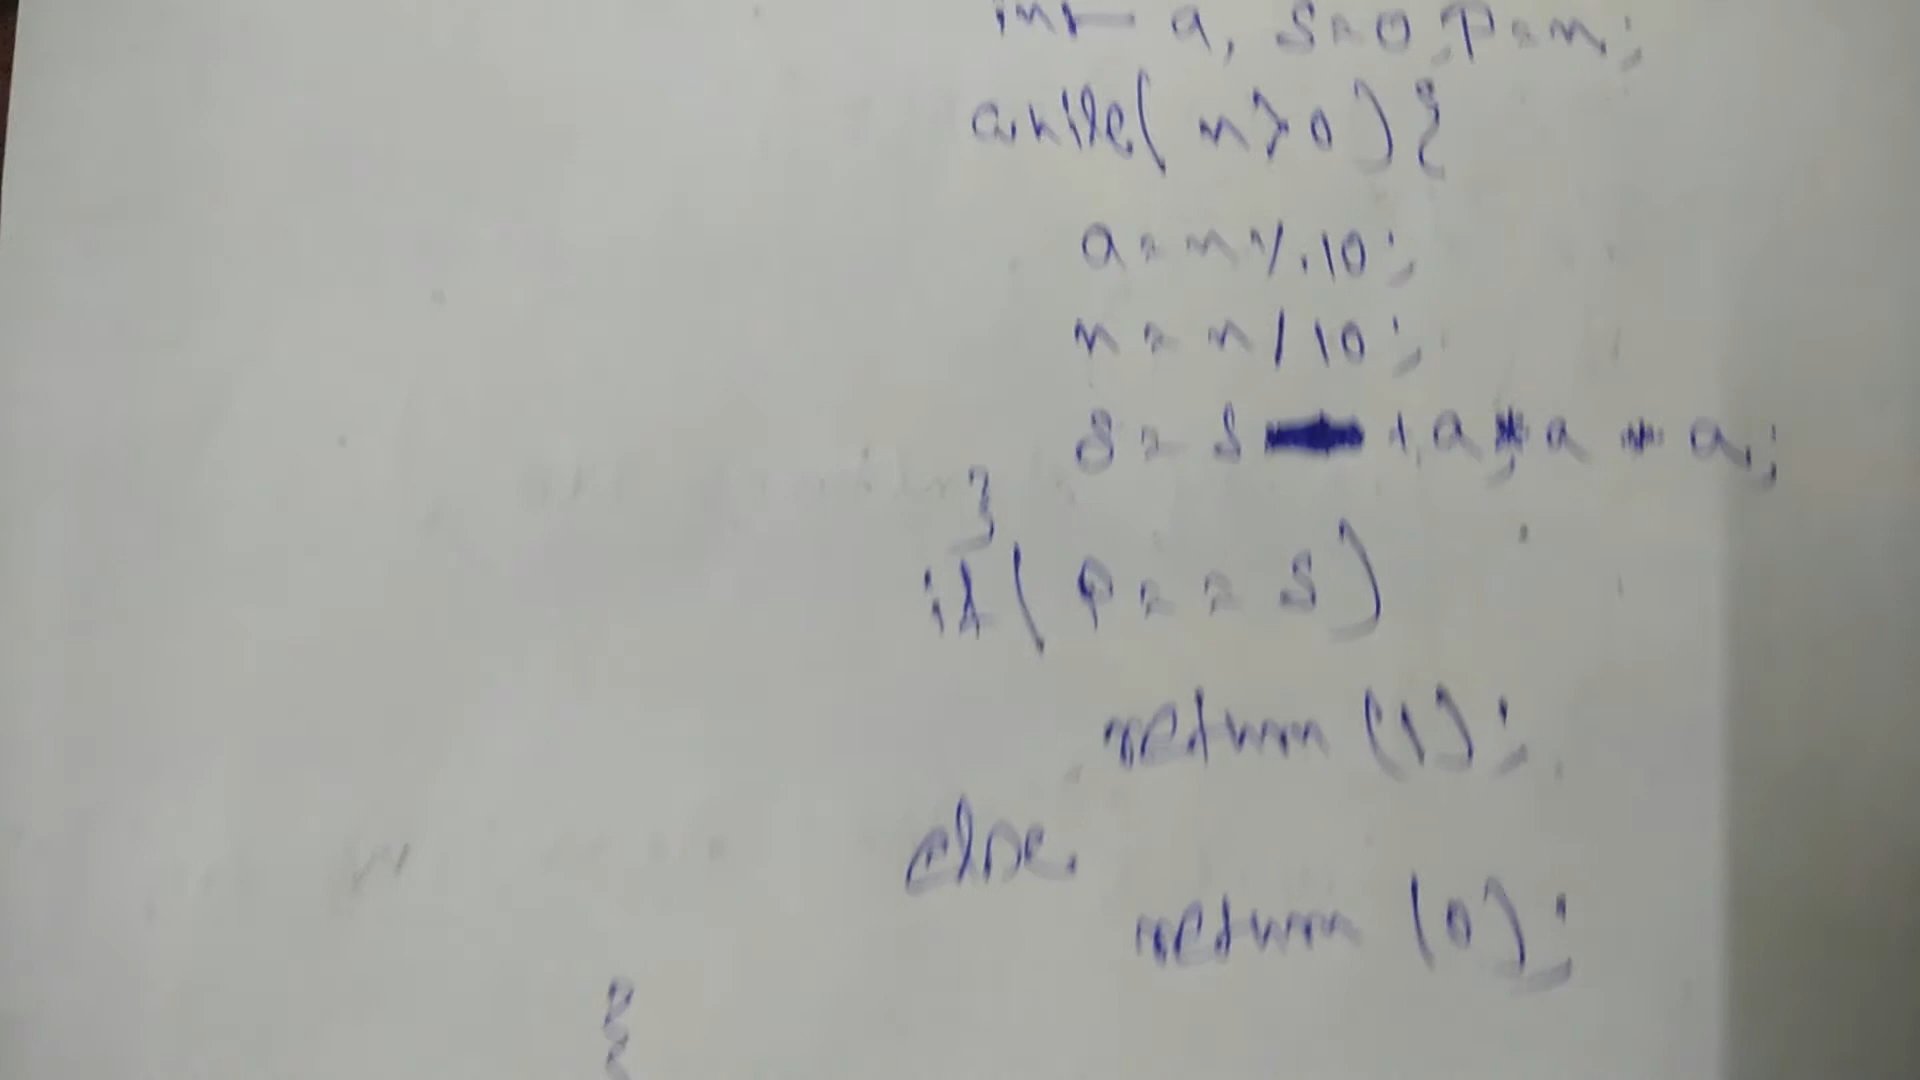 int a, s=0, p=n;
while( n>0 ){
a=n%10;
n=n/10;
s=s + a*a*a;
}
if( p==s)
return (1);
else
return (0);
}